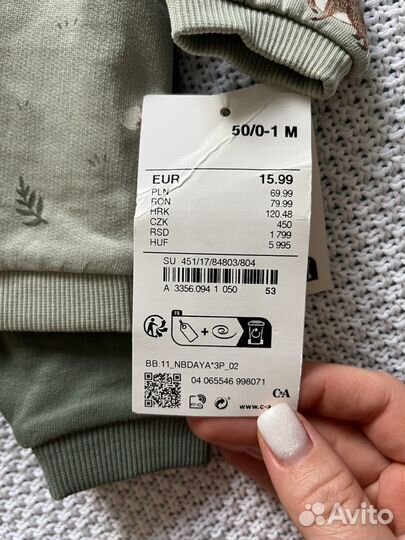 50/0-1 M
EUR 15.99
PLN 69.99
RON 79.99
HRK 120.48
CZK 450
RSD 1.799
HUF 5 995
SU 451/17/84803/804
A 3356.094 1 050 53
FR
BB:11_NBDAYA*3P_02
04 065546 998071
C&A
www.c-a
Avito